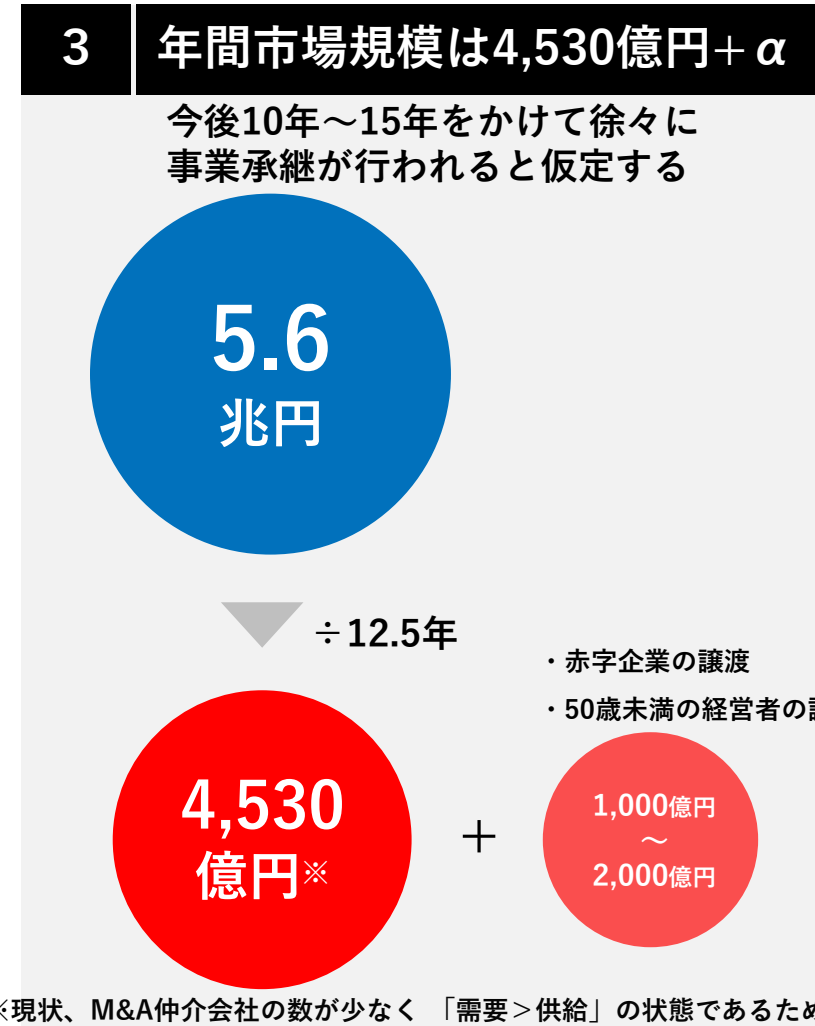 3 年間市場規模は4,530億円+α
今後10年～15年をかけて徐々に
事業承継が行われると仮定する
5.6
兆円
÷12.5年
・赤字企業の譲渡
・50歳未満の経営者の
4,530
億円※
＋
1,000億円
～
2,000億円
※現状、M&A仲介会社の数が少なく 「需要＞供給」の状態であるため